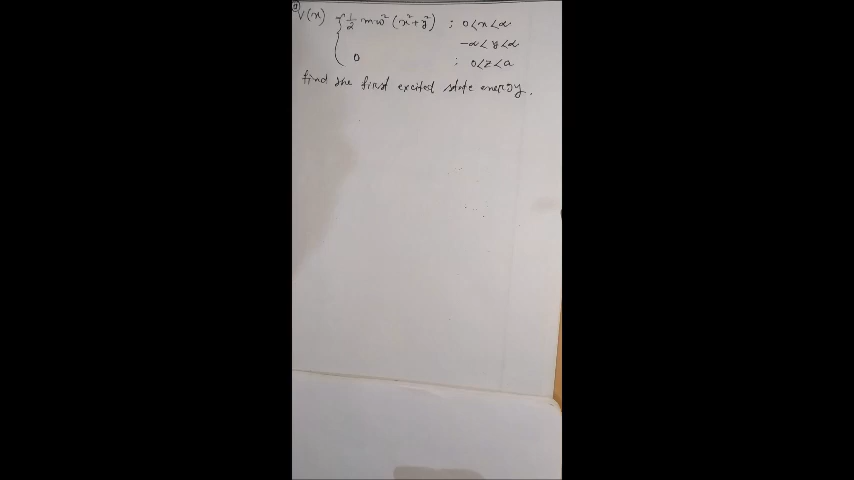 V(x) { 1/2 mω² (x²+y²) ; 0<x<α
-α<y<α
0 ; 0<z<a
find the first excited state energy.